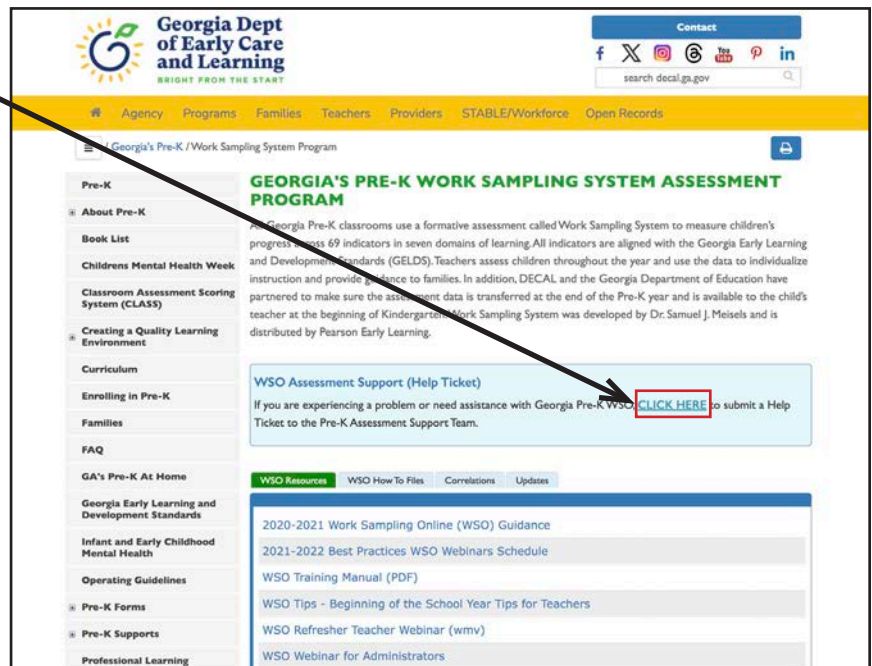 Georgia Dept
of Early Care
and Learning
BRIGHT FROM THE START
Contact
You
Tube
in
search decal.ga.gov
Agency Programs Families Teachers Providers STABLE/Workforce Open Records
/ Georgia's Pre-K / Work Sampling System Program
Pre-K
About Pre-K
Book List
Childrens Mental Health Week
Classroom Assessment Scoring
System (CLASS)
Creating a Quality Learning
Environment
Curriculum
Enrolling in Pre-K
Families
FAQ
GA's Pre-K At Home
Georgia Early Learning and
Development Standards
Infant and Early Childhood
Mental Health
Operating Guidelines
Pre-K Forms
Pre-K Supports
Professional Learning
GEORGIA'S PRE-K WORK SAMPLING SYSTEM ASSESSMENT
PROGRAM
All Georgia Pre-K classrooms use a formative assessment called Work Sampling System to measure children's
progress across 69 indicators in seven domains of learning. All indicators are aligned with the Georgia Early Learning
and Development Standards (GELDS). Teachers assess children throughout the year and use the data to individualize
instruction and provide guidance to families. In addition, DECAL and the Georgia Department of Education have
partnered to make sure the assessment data is transferred at the end of the Pre-K year and is available to the child's
teacher at the beginning of Kindergarten. Work Sampling System was developed by Dr. Samuel J. Meisels and is
distributed by Pearson Early Learning.
WSO Assessment Support (Help Ticket)
If you are experiencing a problem or need assistance with Georgia Pre-K WSO, CLICK HERE to submit a Help
Ticket to the Pre-K Assessment Support Team.
WSO Resources WSO How To Files Correlations Updates
2020-2021 Work Sampling Online (WSO) Guidance
2021-2022 Best Practices WSO Webinars Schedule
WSO Training Manual (PDF)
WSO Tips - Beginning of the School Year Tips for Teachers
WSO Refresher Teacher Webinar (wmv)
WSO Webinar for Administrators